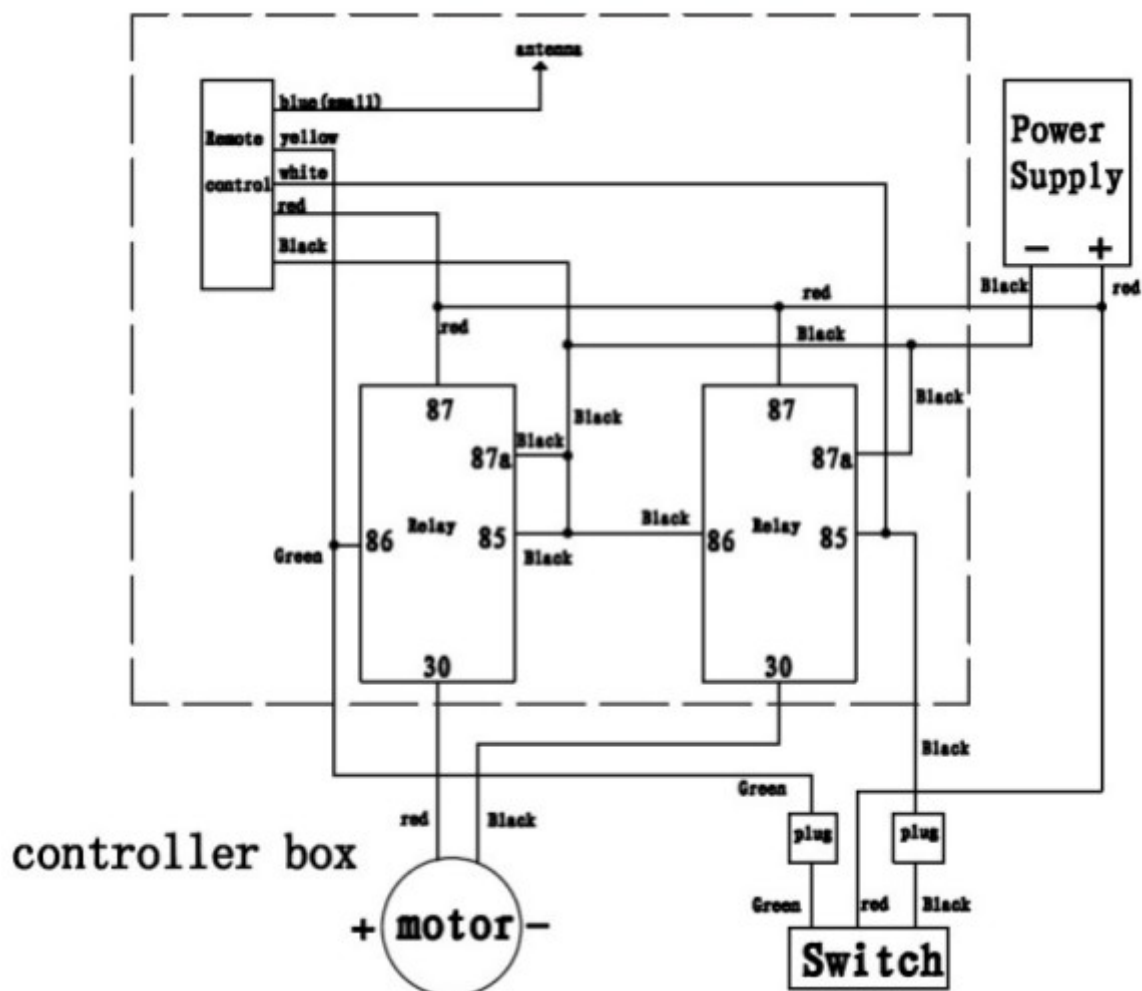 antenna
blue(small)
Remote
yellow
white
control
red
Black
Power
Supply
- +
Black
red
red
red
Black
87
87
Black
Black
Black
87a
87a
Black
86
Relay
85
86
Relay
85
Green
Black
30
30
Black
Green
red
Black
plug
plug
controller box
Green
red
Black
+ motor -
Switch